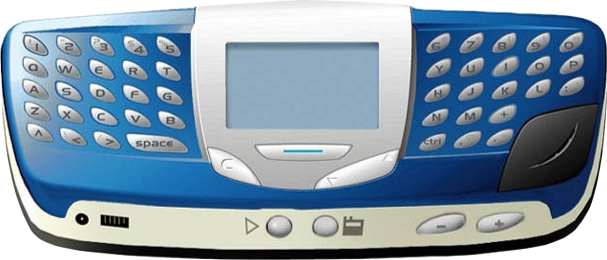 1 2 3 4 5 6 7 8 9 0
Q W E R T Y U I O P
A S D F G H J K L :
Z X C V B N M +
space ctrl , .
C
- +